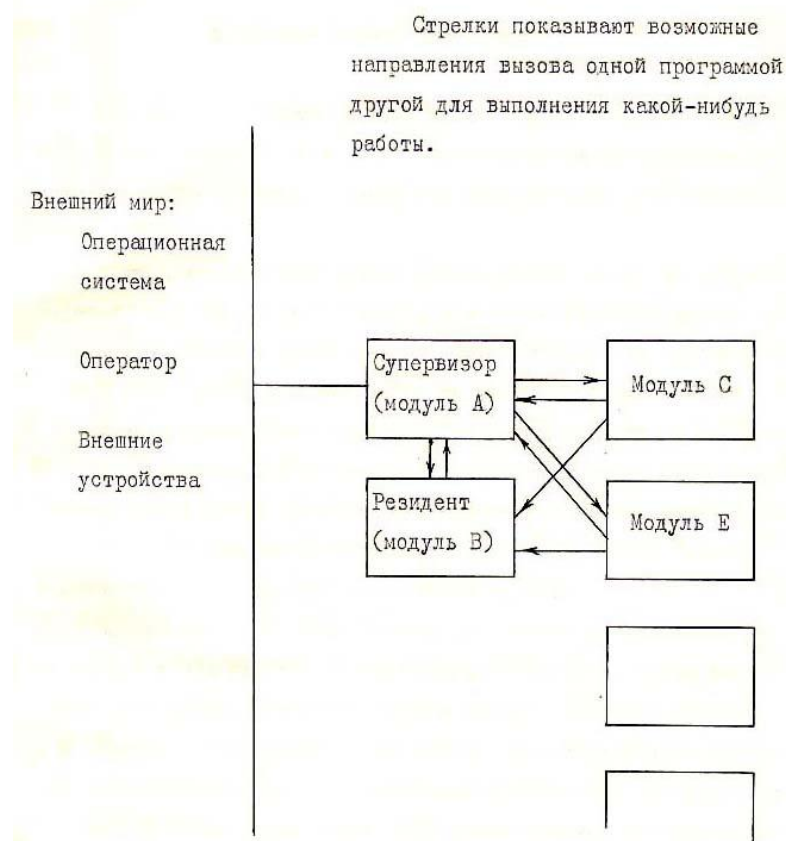 Стрелки показывают возможные
направления вызова одной программой
другой для выполнения какой-нибудь
работы.
Внешний мир:
Операционная
система
Оператор
Внешние
устройства
Супервизор
(модуль А)
Модуль С
Резидент
(модуль В)
Модуль Е